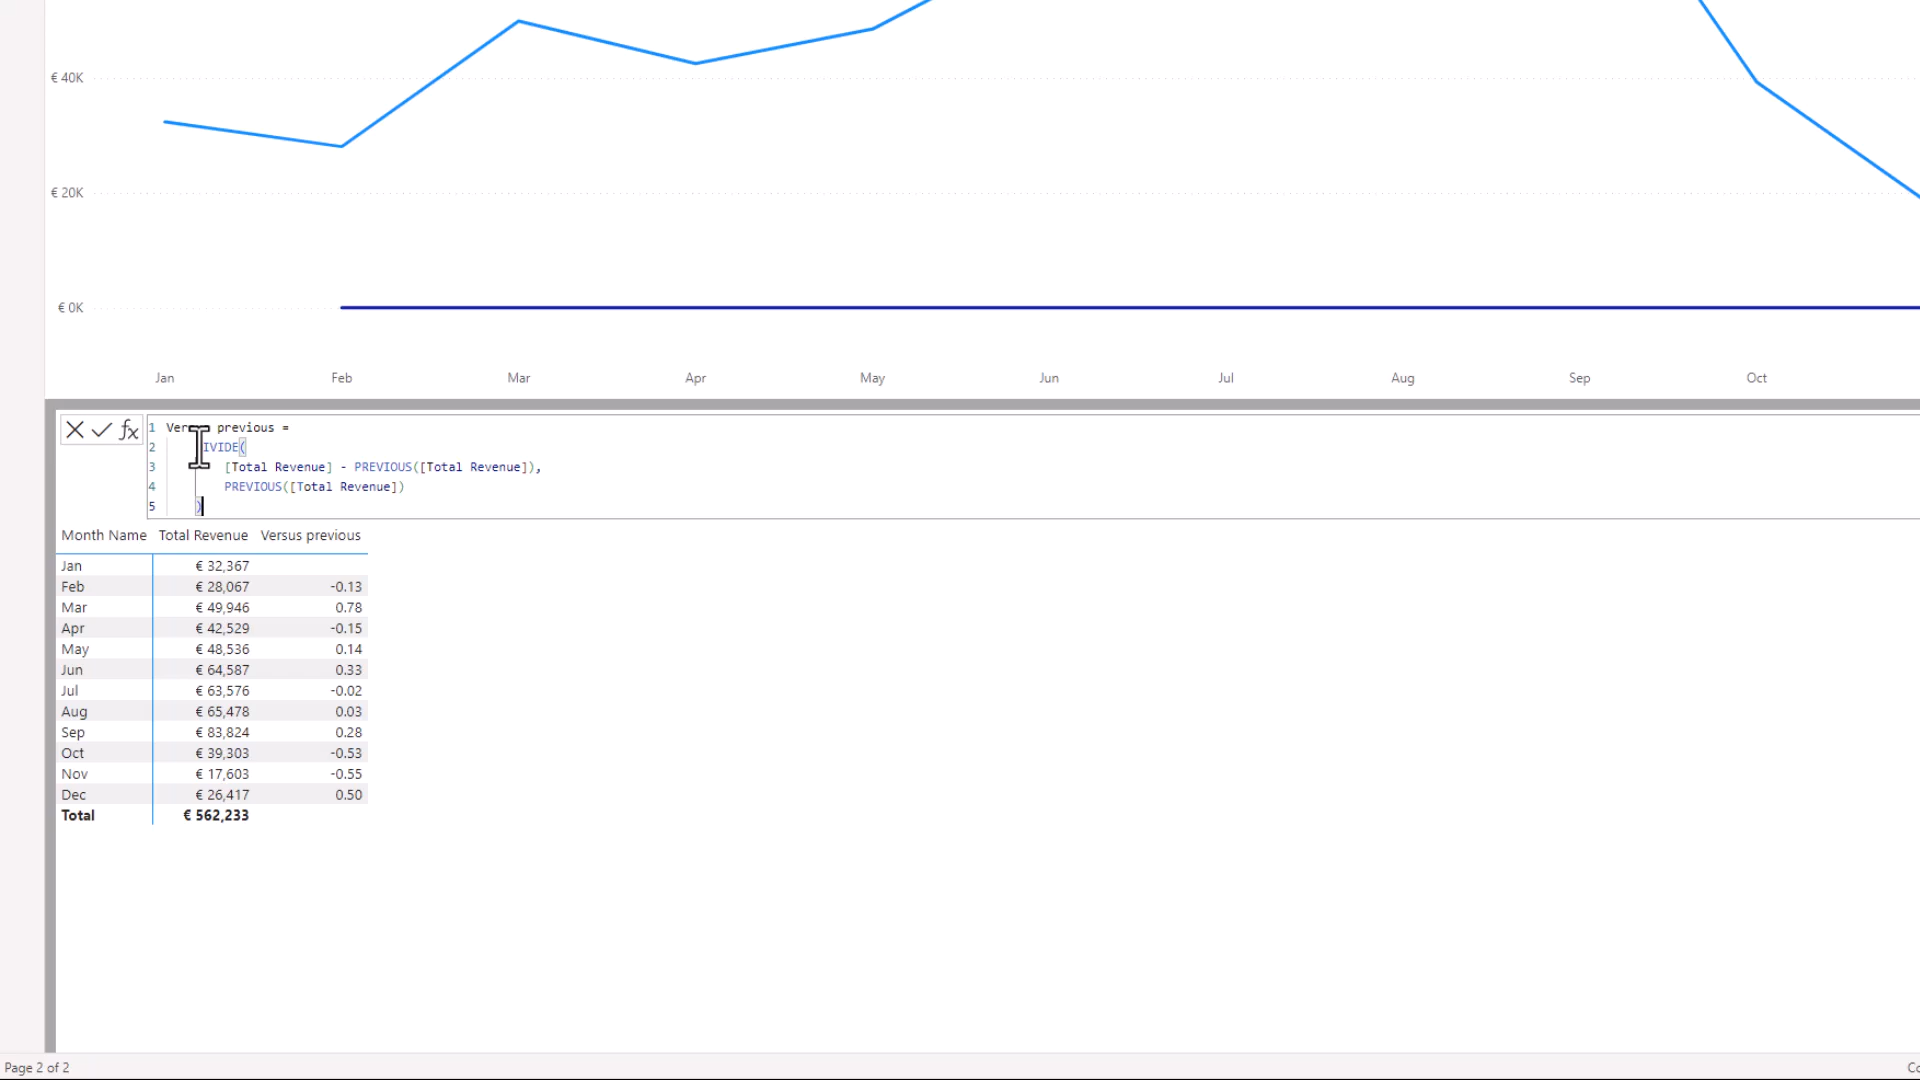 € 40K
€ 20K
€ 0K
Jan Feb Mar Apr May Jun Jul Aug Sep Oct
1 previous =
2 IVIDE(
3 [Total Revenue] - PREVIOUS([Total Revenue]),
4 PREVIOUS([Total Revenue])
5 )
Month Name Total Revenue Versus previous
Jan € 32,367
Feb € 28,067 -0.13
Mar € 49,946 0.78
Apr € 42,529 -0.15
May € 48,536 0.14
Jun € 64,587 0.33
Jul € 63,576 -0.02
Aug € 65,478 0.03
Sep € 83,824 0.28
Oct € 39,303 -0.53
Nov € 17,603 -0.55
Dec € 26,417 0.50
Total € 562,233
Page 2 of 2